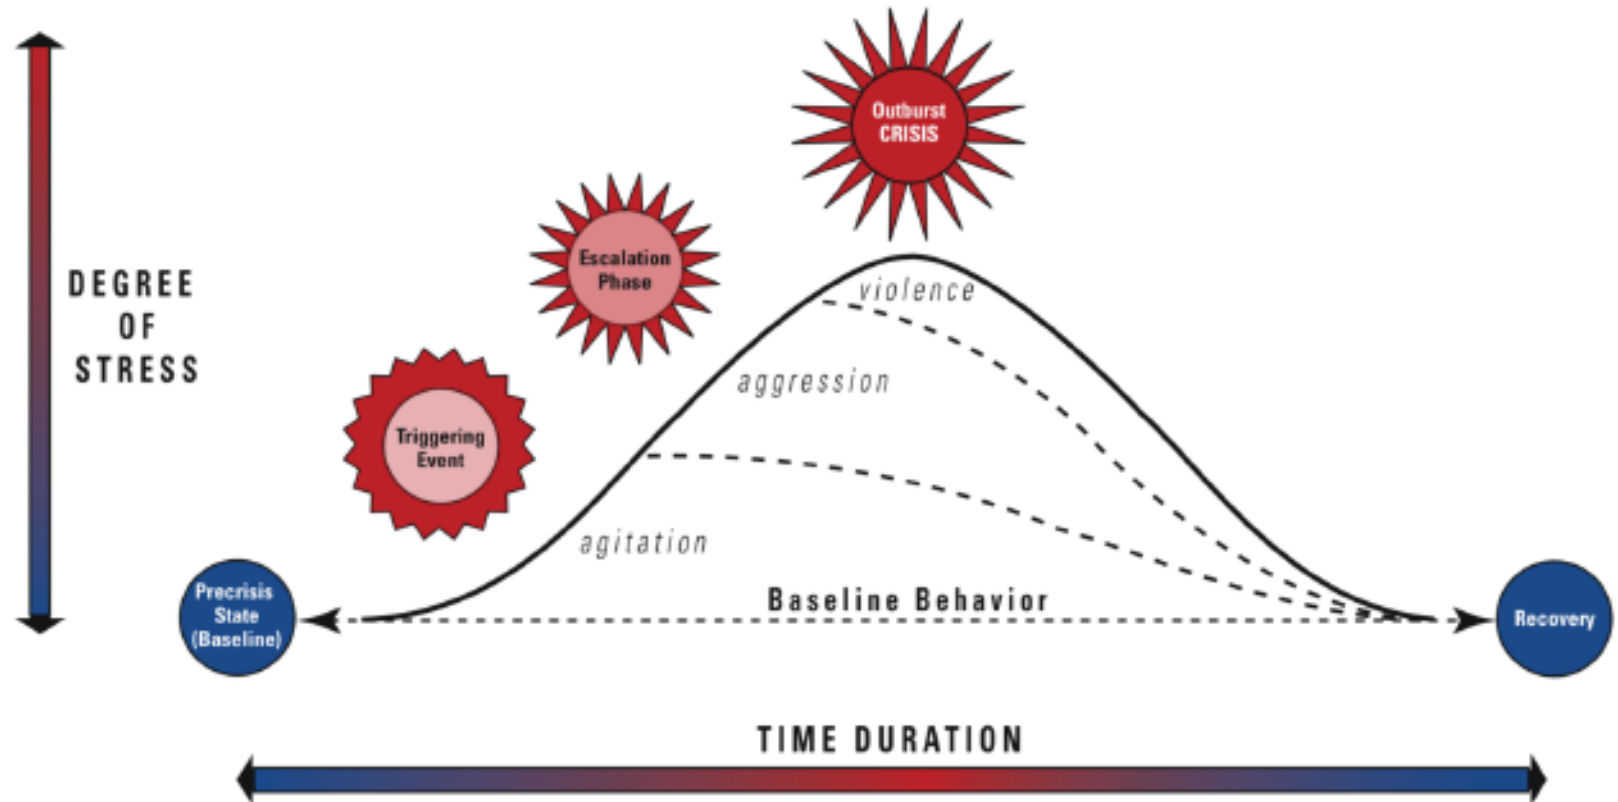 Outburst
CRISIS
Escalation
Phase
violence
DEGREE
OF
STRESS
aggression
Triggering
Event
agitation
Precrisis
State
(Baseline)
Baseline Behavior
Recovery
TIME DURATION